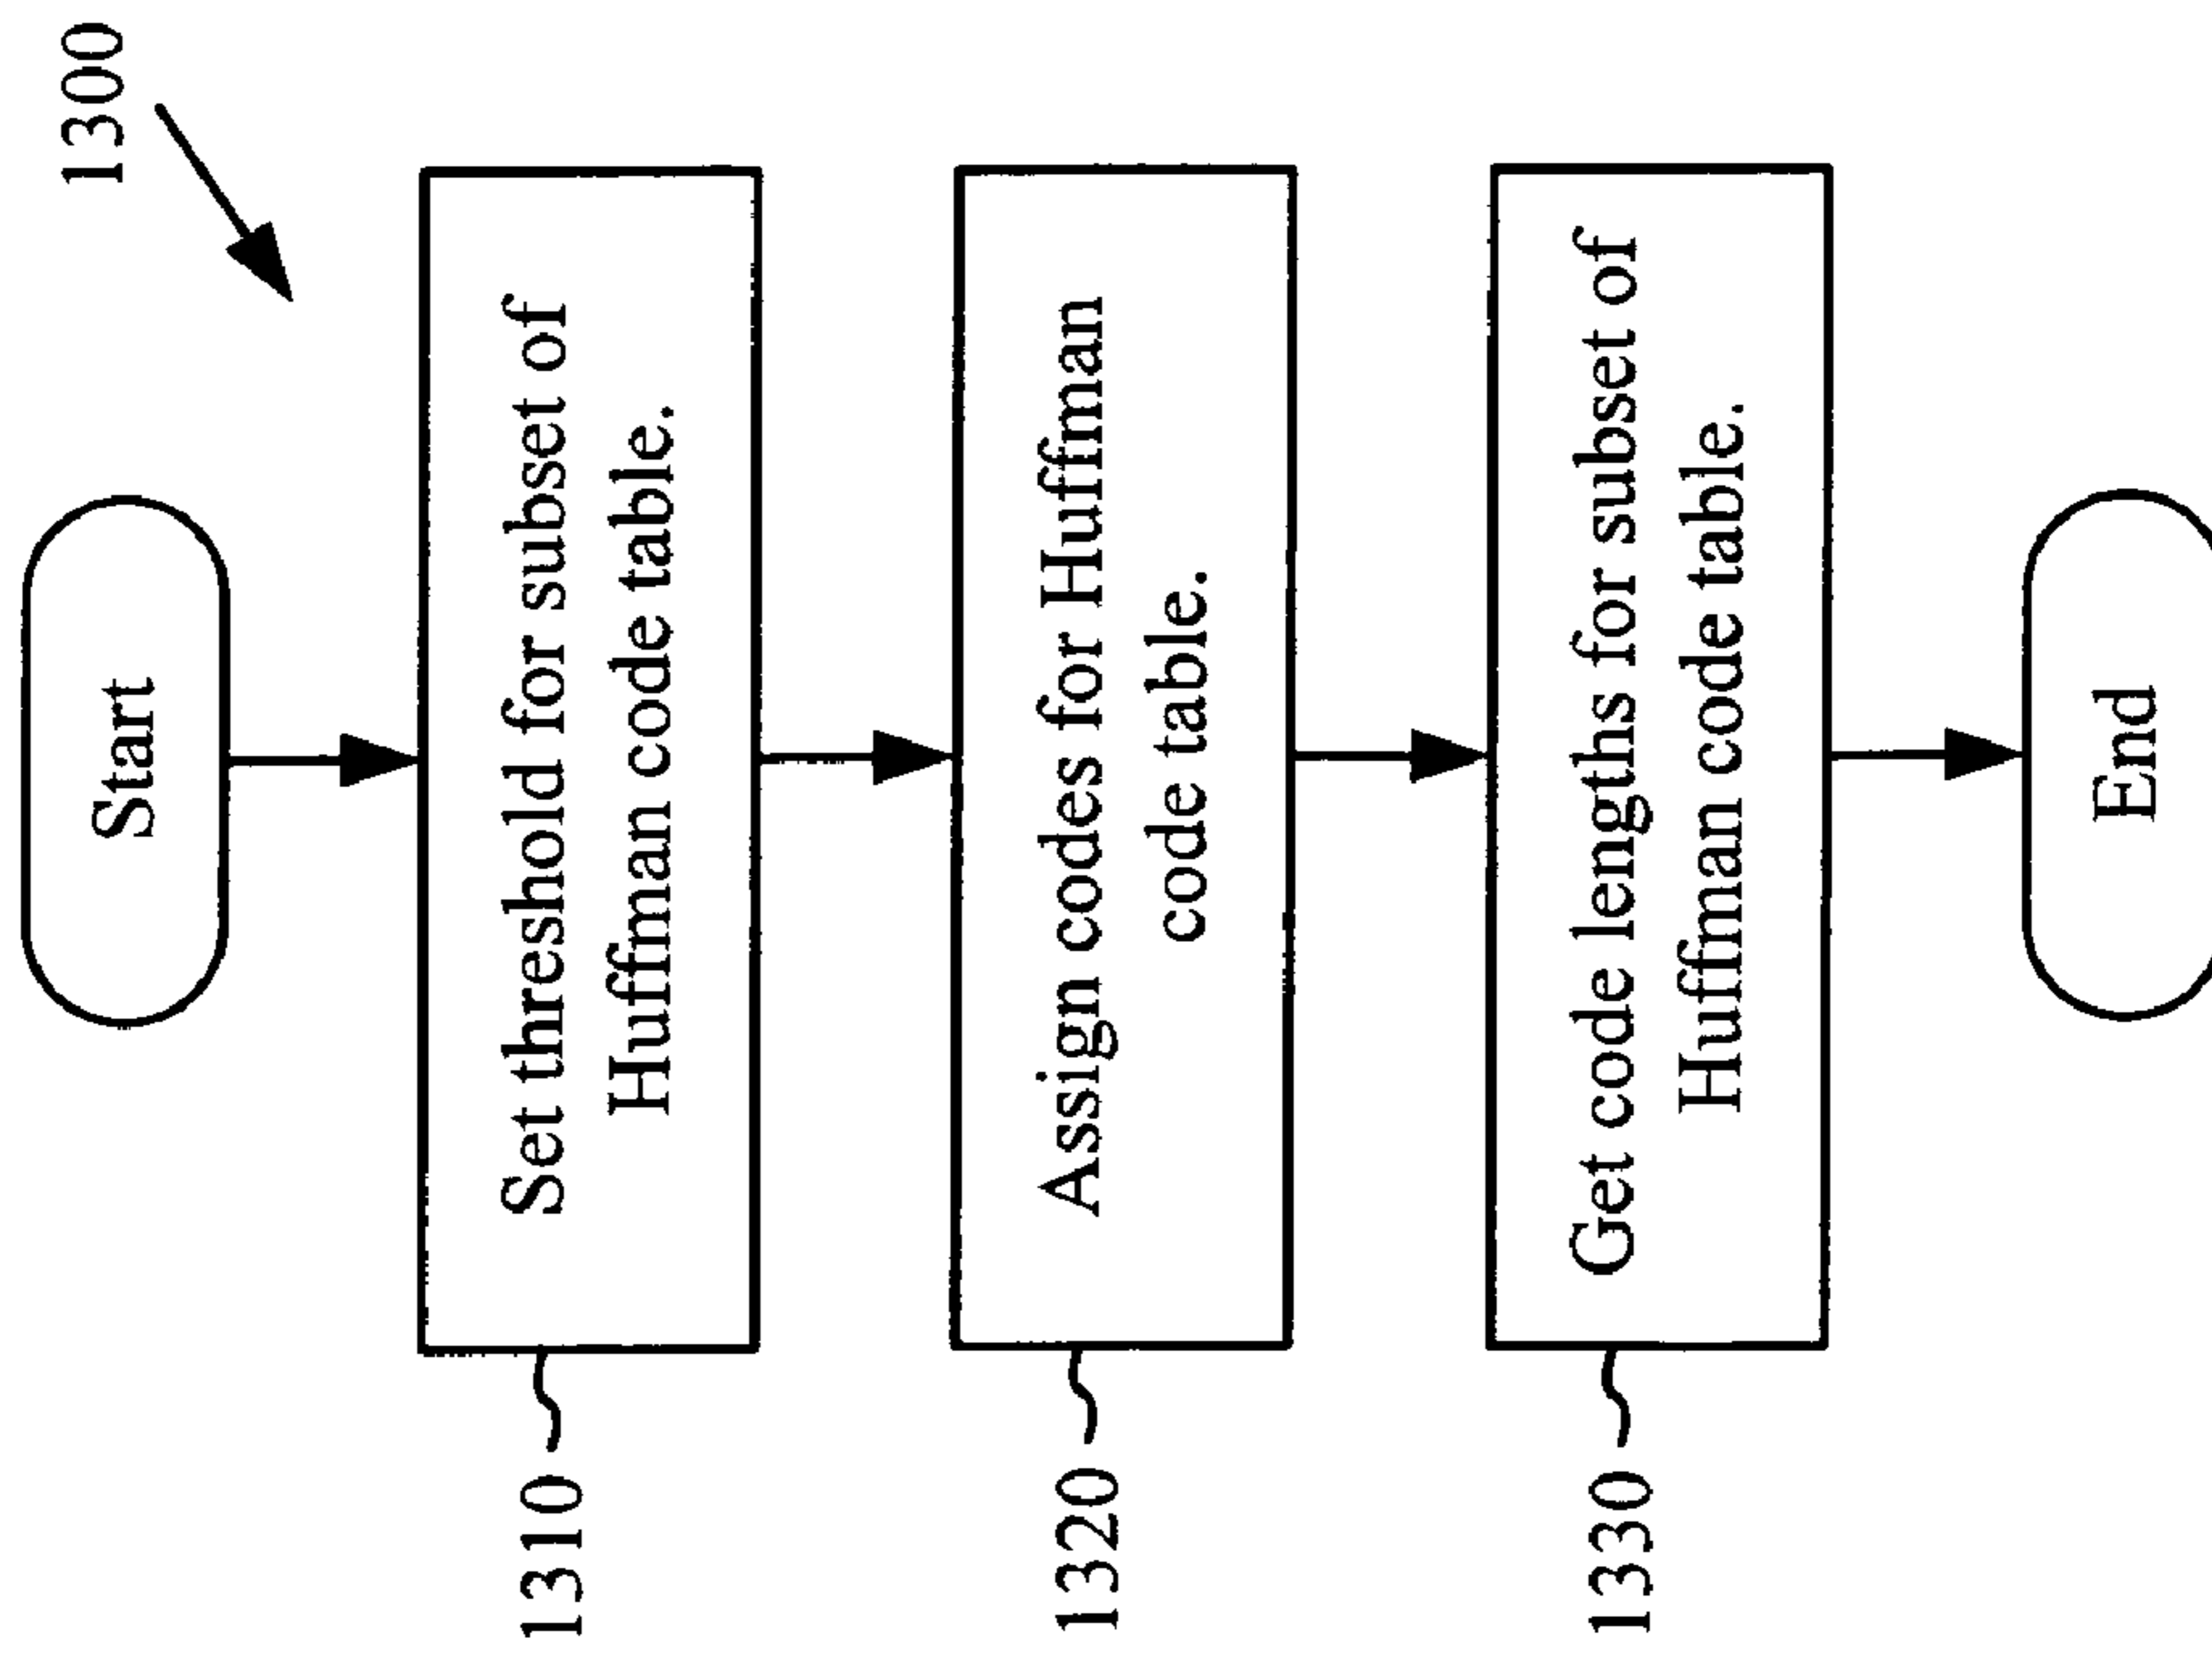 1300
Start
Set threshold for subset of
Huffman code table.
1310
Assign codes for Huffman
code table.
1320
Get code lengths for subset of
Huffman code table.
1330
End